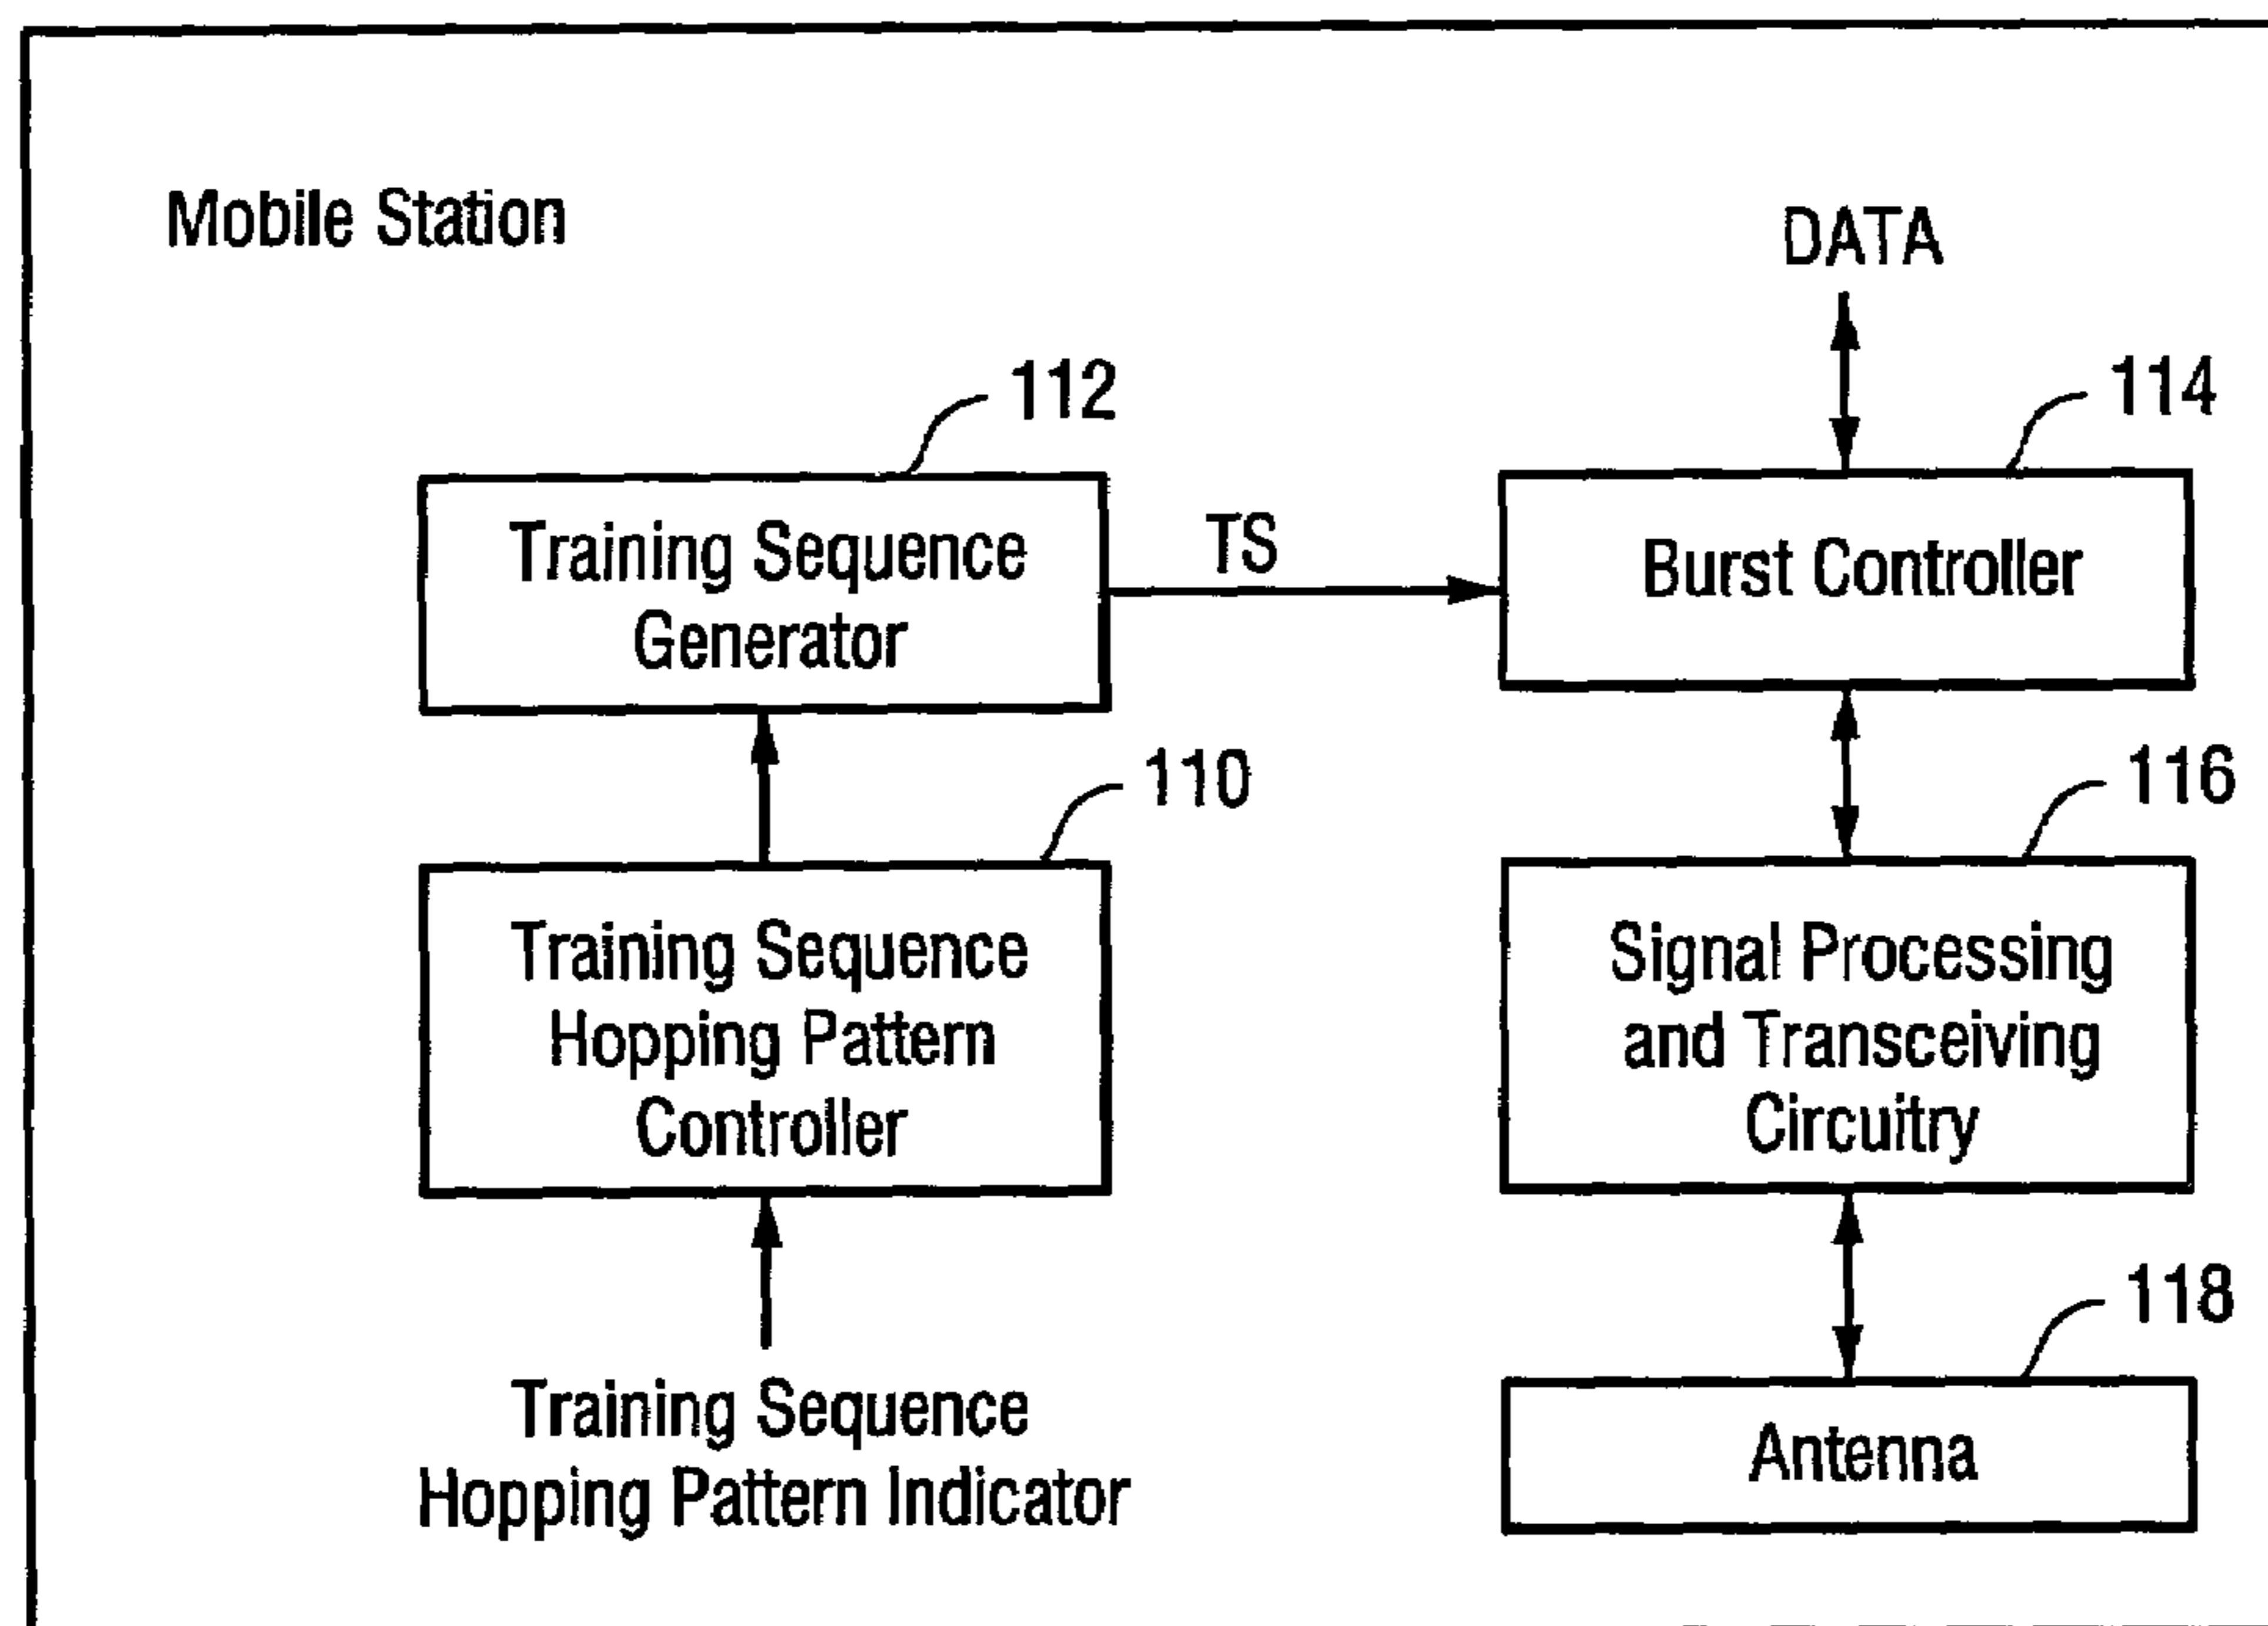 Mobile Station
DATA
112
114
Training Sequence
Generator
TS
Burst Controller
110
116
Training Sequence
Hopping Pattern
Controller
Signal Processing
and Transceiving
Circuitry
118
Training Sequence
Hopping Pattern Indicator
Antenna